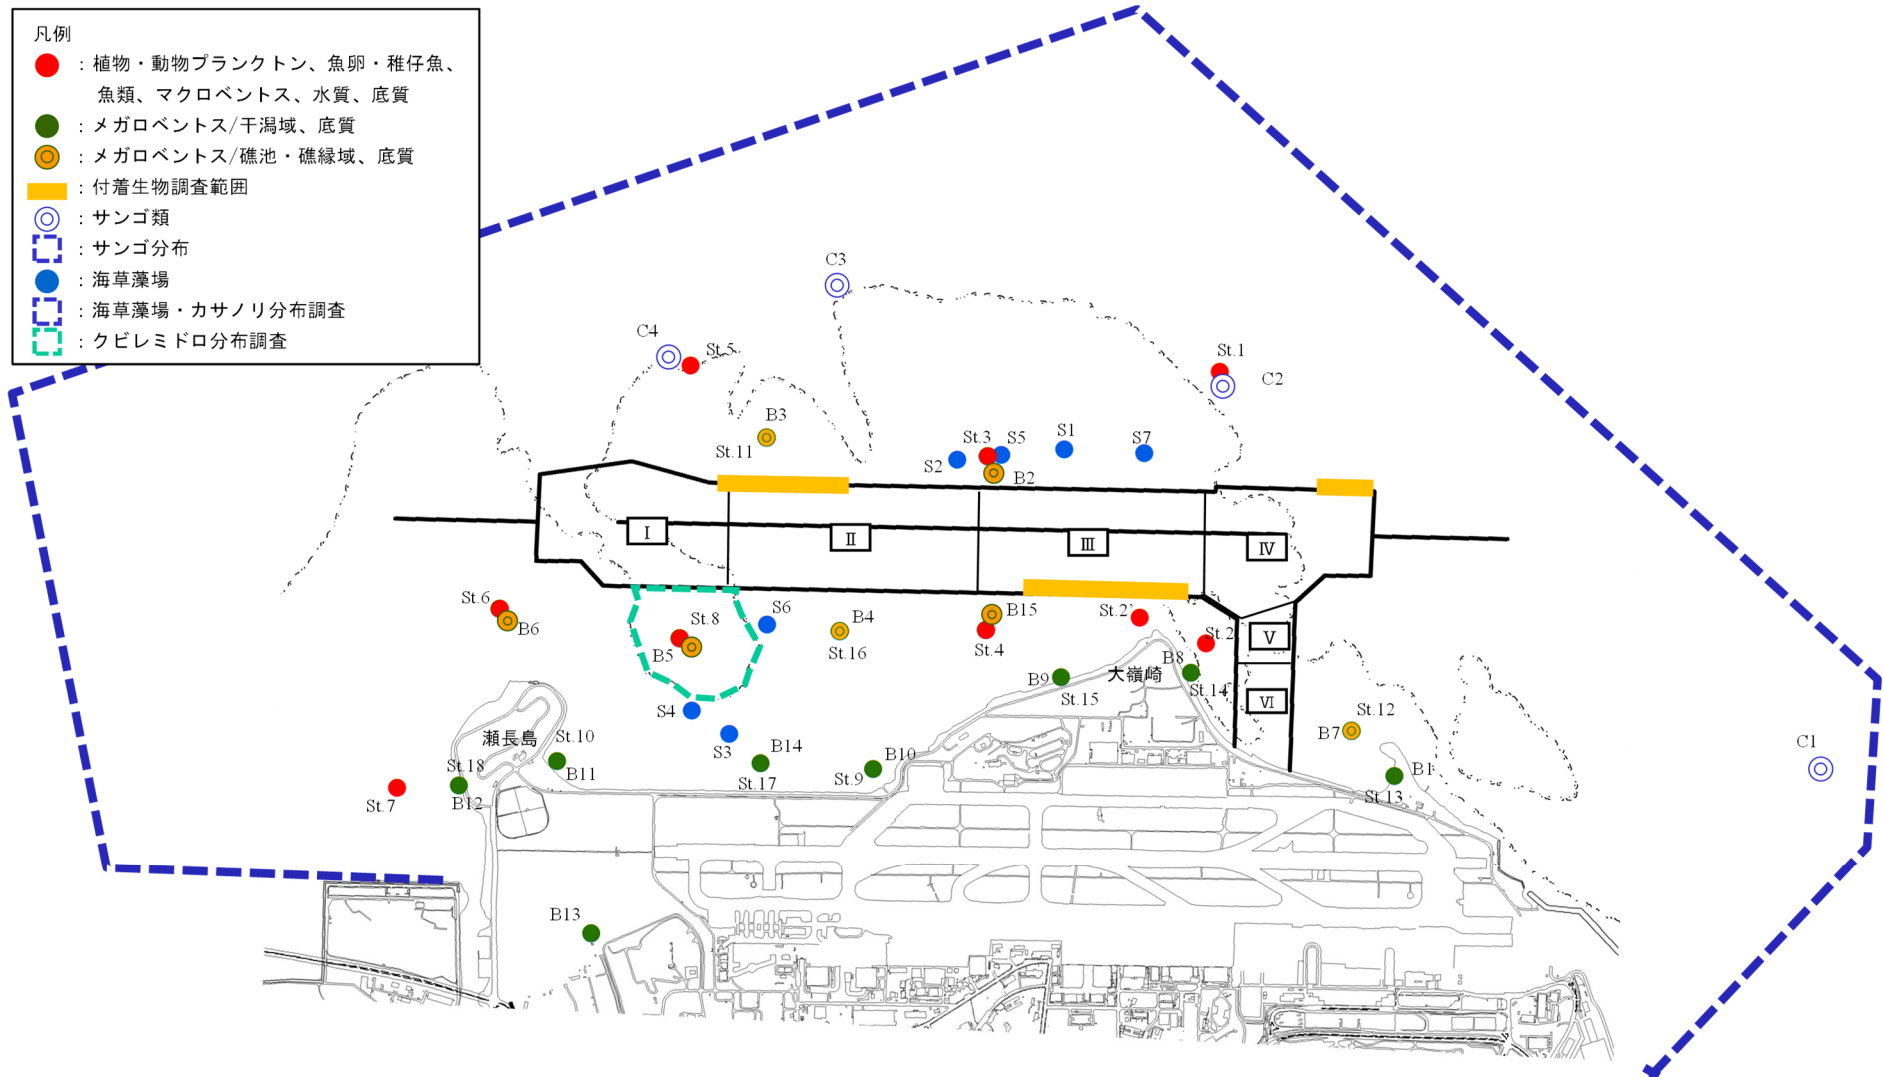 凡例
：植物・動物プランクトン、魚卵・稚仔魚、
魚類、マクロベントス、水質、底質
：メガロベントス/干潟域、底質
：メガロベントス/礁池・礁縁域、底質
：付着生物調査範囲
：サンゴ類
：サンゴ分布
：海草藻場
：海草藻場・カサノリ分布調査
：クビレミドロ分布調査
C3
C4
St.5
St.1
C2
B3
St.11
St.3
S5
S1
S7
S2
B2
I
II
III
IV
St.6
B6
St.8
B5
S6
B4
St.16
B15
St.4
St.2'
St.2
V
B8
大嶺崎
B9
St.15
St.14
VI
S4
S3
St.12
B7
瀬長島
St.10
B11
St.18
B12
St.7
B14
St.17
B10
St.9
B1
St.13
C1
B13